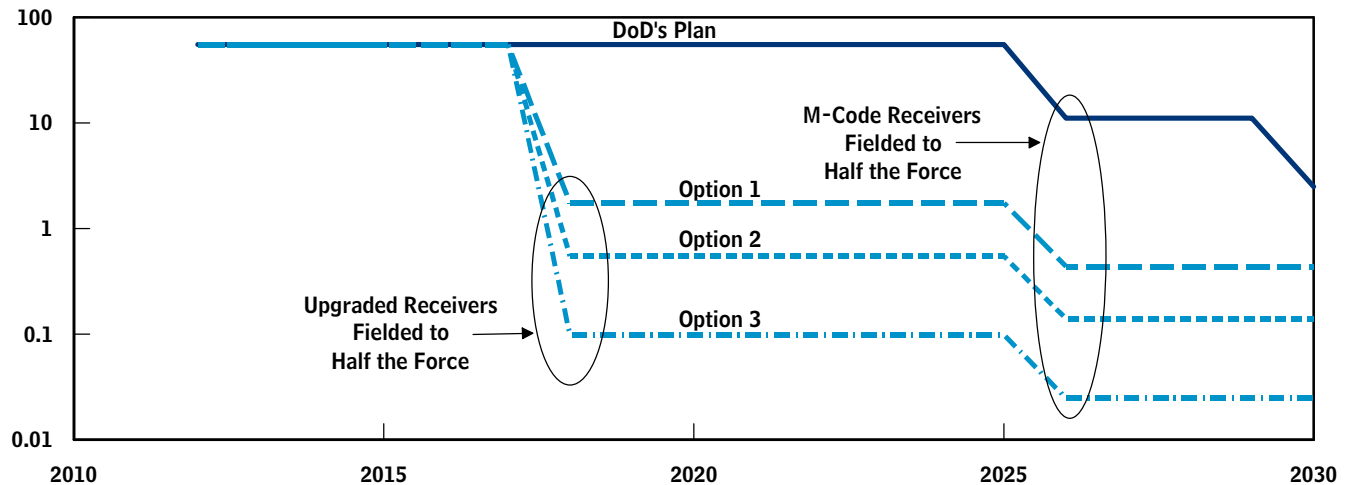 100
DoD's Plan
M-Code Receivers
Fielded to
Half the Force
10
Option 1
1
Option 2
Upgraded Receivers
Fielded to
Half the Force
Option 3
0.1
0.01
2010
2015
2020
2025
2030